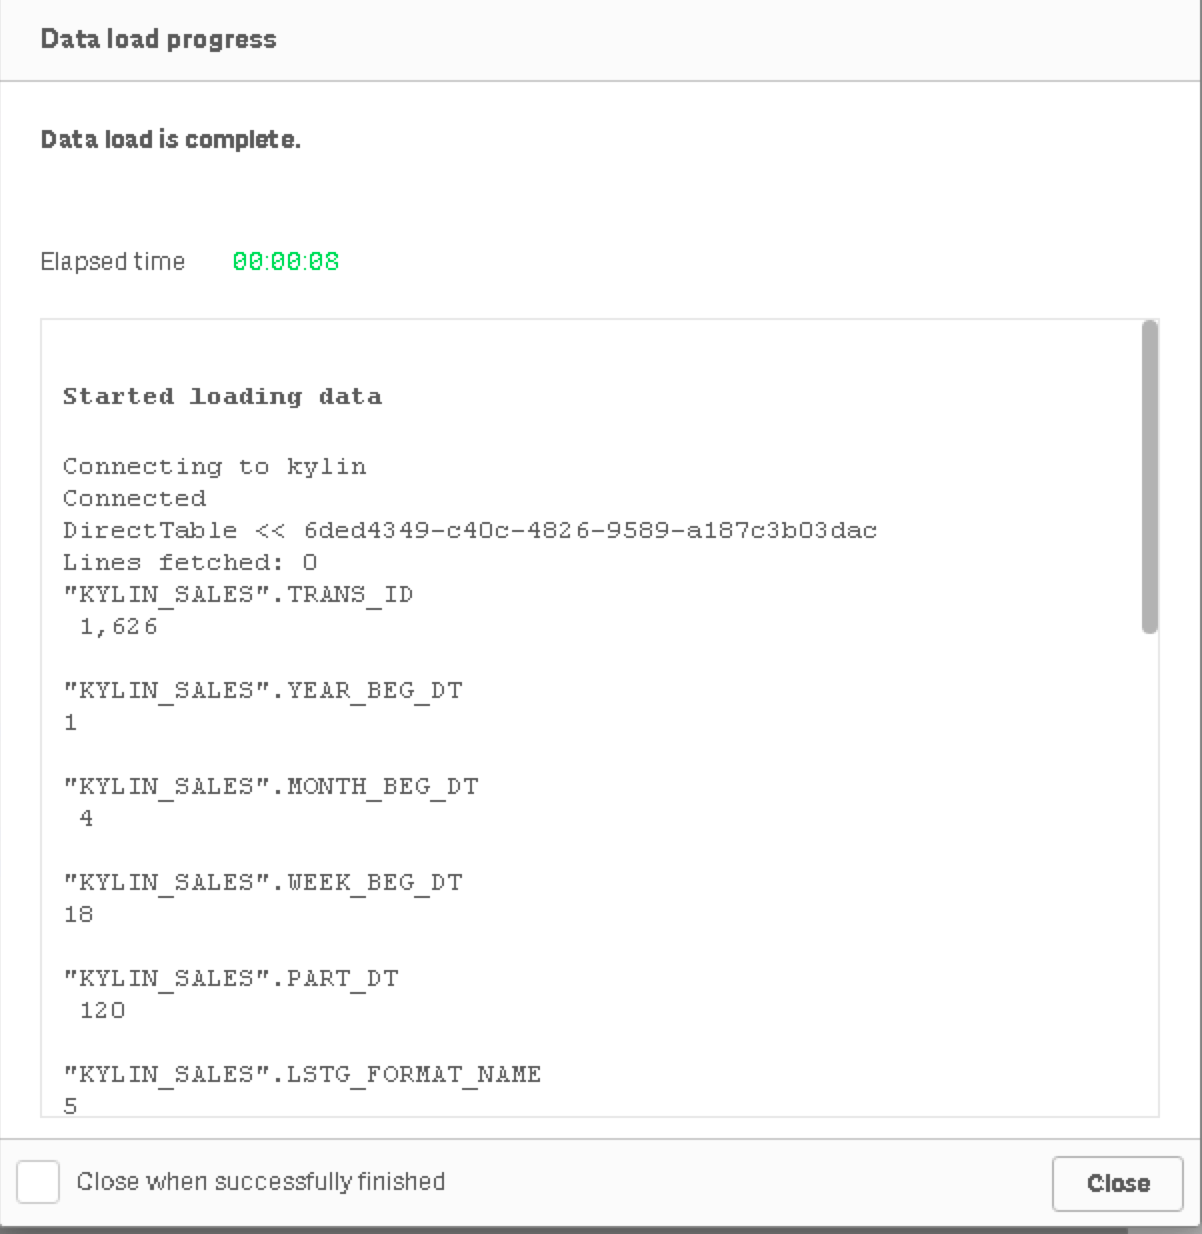 Data load progress
Data load is complete.
Elapsed time 00:00:08
Started loading data
Connecting to kylin
Connected
DirectTable << 6ded4349-c40c-4826-9589-a187c3b03dac
Lines fetched: 0
"KYLIN_SALES".TRANS_ID
1,626
"KYLIN_SALES".YEAR_BEG_DT
1
"KYLIN_SALES".MONTH_BEG_DT
4
"KYLIN_SALES".WEEK_BEG_DT
18
"KYLIN_SALES".PART_DT
120
"KYLIN_SALES".LSTG_FORMAT_NAME
5
Close when successfully finished
Close